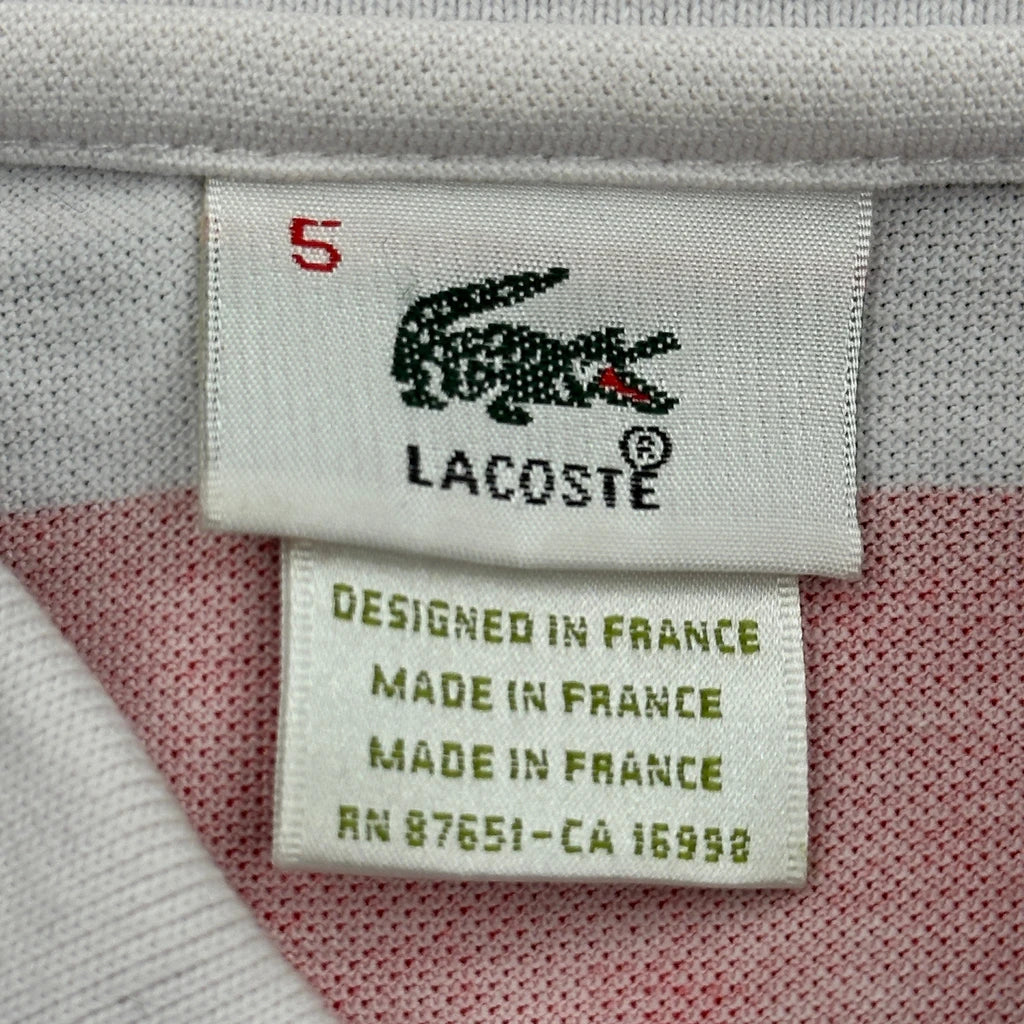 5
LACOSTE®
DESIGNED IN FRANCE
MADE IN FRANCE
MADE IN FRANCE
RN 87651-CA 16998